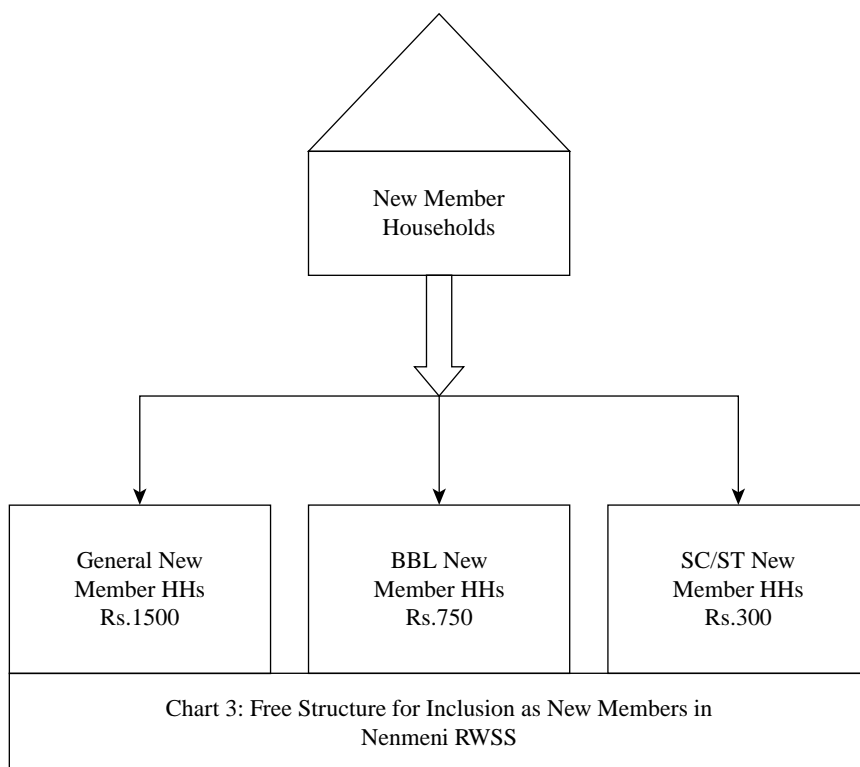 New Member
Households
General New
Member HHs
Rs.1500
BBL New
Member HHs
Rs.750
SC/ST New
Member HHs
Rs.300
Chart 3: Free Structure for Inclusion as New Members in
Nenmeni RWSS